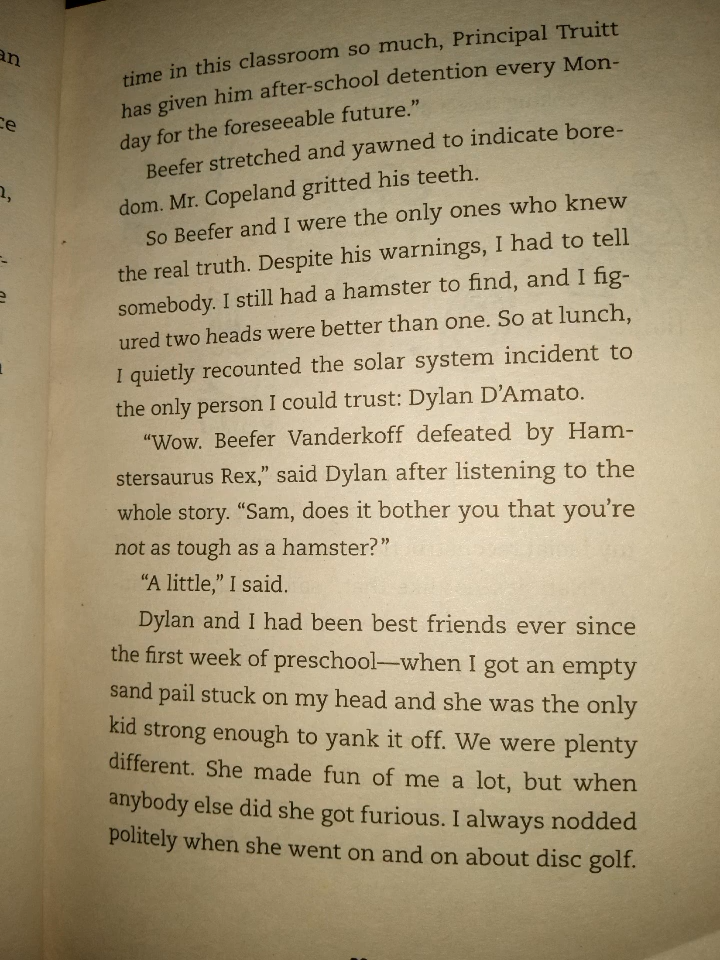 time in this classroom so much, Principal Truitt
has given him after-school detention every Mon-
day for the foreseeable future.”
Beefer stretched and yawned to indicate bore-
dom. Mr. Copeland gritted his teeth.
So Beefer and I were the only ones who knew
the real truth. Despite his warnings, I had to tell
somebody. I still had a hamster to find, and I fig-
ured two heads were better than one. So at lunch,
I quietly recounted the solar system incident to
the only person I could trust: Dylan D’Amato.
“Wow. Beefer Vanderkoff defeated by Ham-
stersaurus Rex,” said Dylan after listening to the
whole story. “Sam, does it bother you that you’re
not as tough as a hamster?”
“A little,” I said.
Dylan and I had been best friends ever since
the first week of preschool—when I got an empty
sand pail stuck on my head and she was the only
kid strong enough to yank it off. We were plenty
different. She made fun of me a lot, but when
anybody else did she got furious. I always nodded
politely when she went on and on about disc golf.